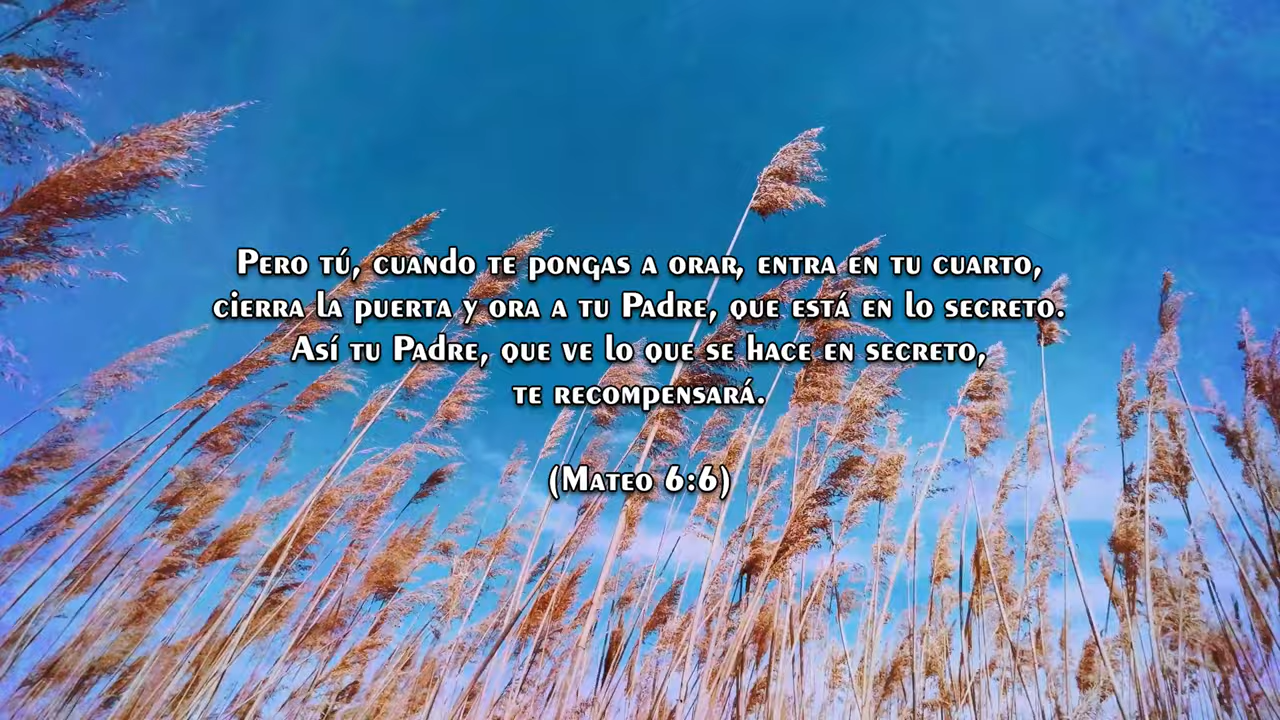 Pero tú, cuando te pongas a orar, entra en tu cuarto,
cierra la puerta y ora a tu Padre, que está en lo secreto.
Así tu Padre, que ve lo que se hace en secreto,
te recompensará.
(Mateo 6:6)